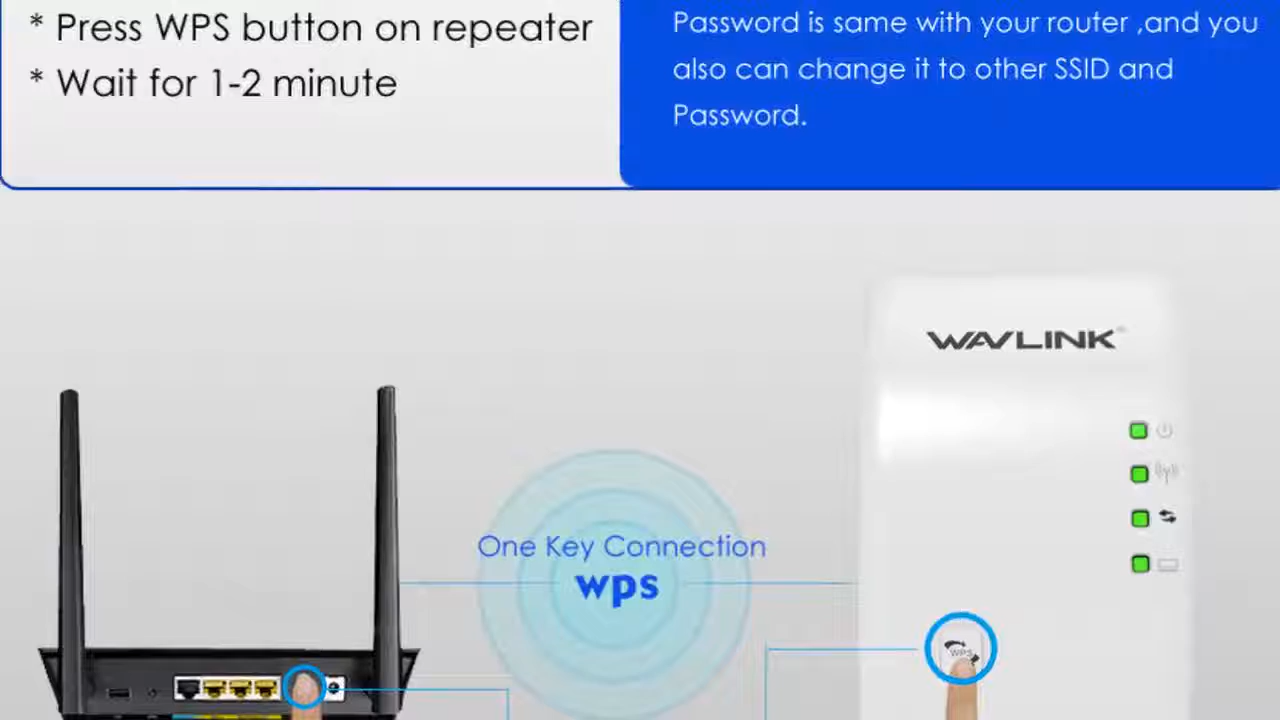 * Press WPS button on repeater
* Wait for 1-2 minute
Password is same with your router ,and you
also can change it to other SSID and
Password.
WAVLINK®
One Key Connection
wps
WPS